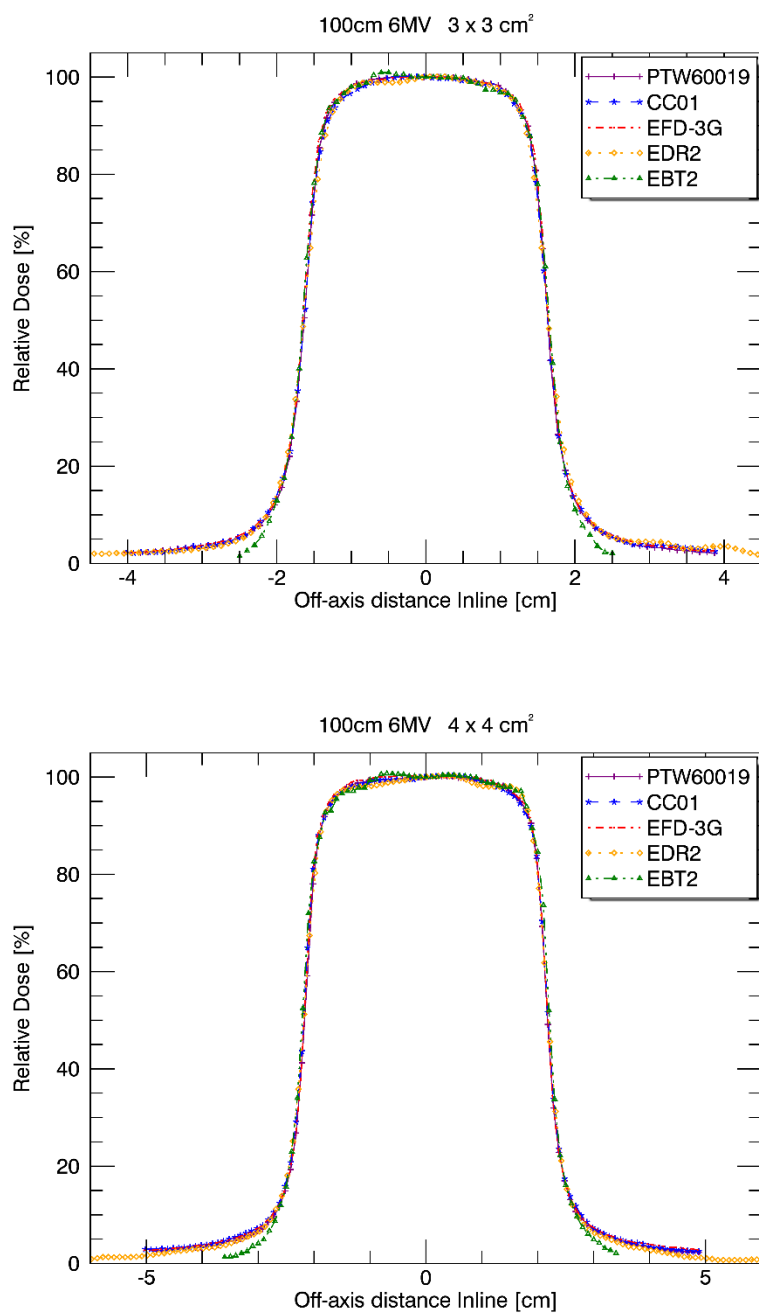 100cm 6MV 3 x 3 cm²
PTW60019
CC01
EFD-3G
EDR2
EBT2
Relative Dose [%]
100
80
60
40
20
0
-4
-2
0
2
4
Off-axis distance Inline [cm]
100cm 6MV 4 x 4 cm²
PTW60019
CC01
EFD-3G
EDR2
EBT2
Relative Dose [%]
100
80
60
40
20
0
-5
0
5
Off-axis distance Inline [cm]